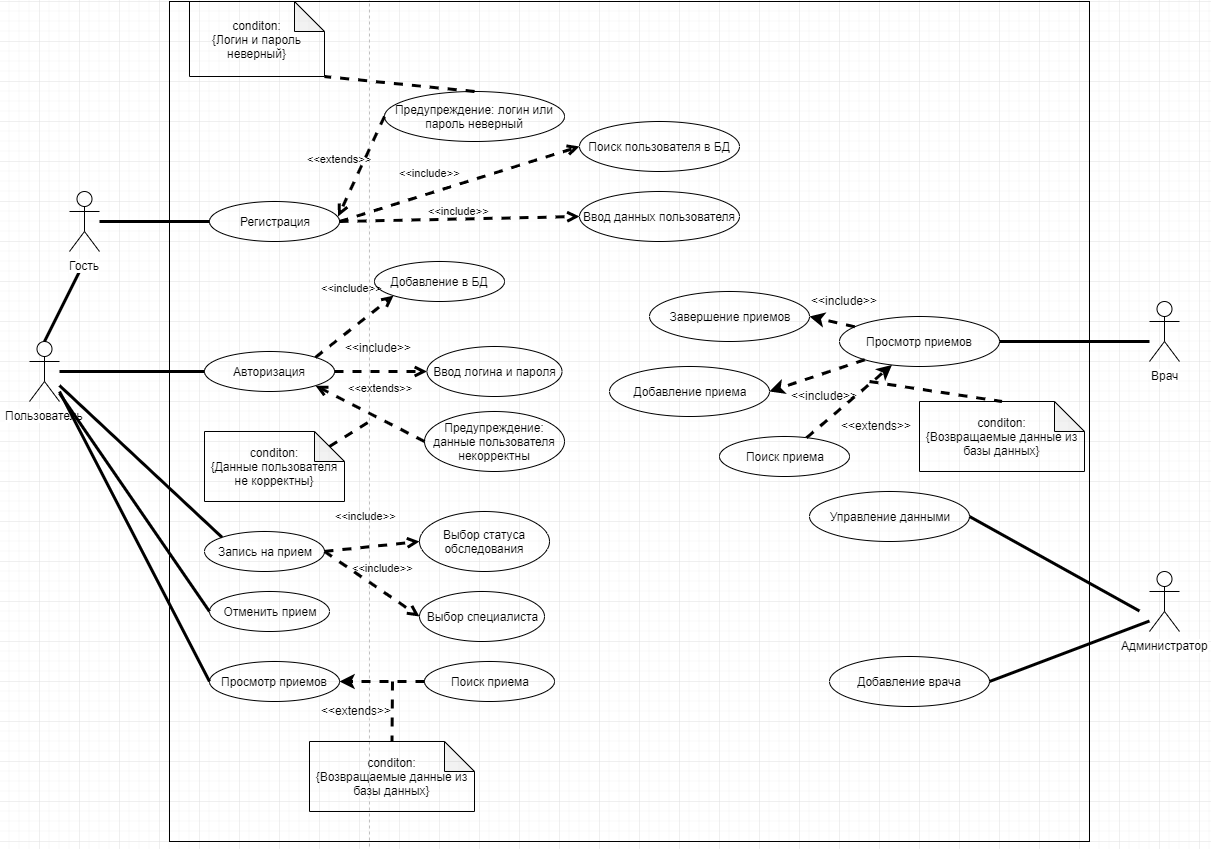 conditon:
{Логин и пароль
неверный}
Предупреждение: логин или
пароль неверный
<<extends>>
Поиск пользователя в БД
<<include>>
<<include>>
Ввод данных пользователя
Регистрация
Гость
Добавление в БД
<<include>>
<<include>>
Авторизация
Ввод логина и пароля
<<extends>>
Пользователь
Предупреждение:
данные пользователя
некорректны
conditon:
{Данные пользователя
не корректны}
<<include>>
Выбор статуса
обследования
Запись на прием
<<include>>
Отменить прием
Выбор специалиста
Просмотр приемов
Поиск приема
<<extends>>
conditon:
{Возвращаемые данные из
базы данных}
<<include>>
Завершение приемов
Просмотр приемов
Врач
Добавление приема
<<include>>
<<extends>>
conditon:
{Возвращаемые данные из
базы данных}
Поиск приема
Управление данными
Администратор
Добавление врача